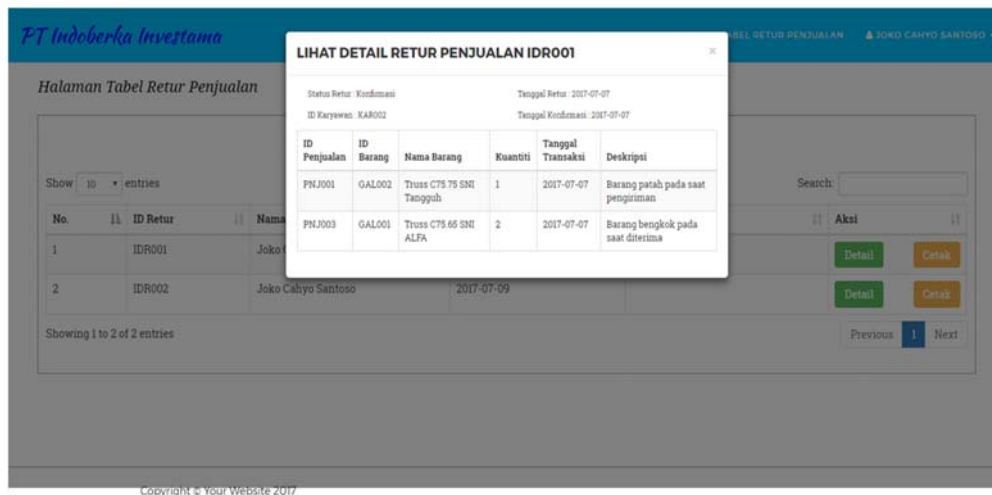 PT Indoberka Investama
TABEL RETUR PENJUALAN
JOKO CAHYO SANTOSO
LIHAT DETAIL RETUR PENJUALAN IDR001
×
Status Retur : Konfirmasi
Tanggal Retur : 2017-07-07
ID Karyawan : KAR002
Tanggal Konfirmasi : 2017-07-07
ID Penjualan
ID Barang
Nama Barang
Kuantiti
Tanggal Transaksi
Deskripsi
PNJ001
GAL002
Truss C75.75 SNI Tangguh
1
2017-07-07
Barang patah pada saat pengiriman
PNJ003
GAL001
Truss C75.65 SNI ALFA
2
2017-07-07
Barang bengkok pada saat diterima
Halaman Tabel Retur Penjualan
Show 10 entries
Search:
No.
ID Retur
Nama
Aksi
1
IDR001
Detail
Cetak
2
IDR002
Joko Cahyo Santoso
2017-07-09
Detail
Cetak
Showing 1 to 2 of 2 entries
Previous 1 Next
Copyright © Your Website 2017